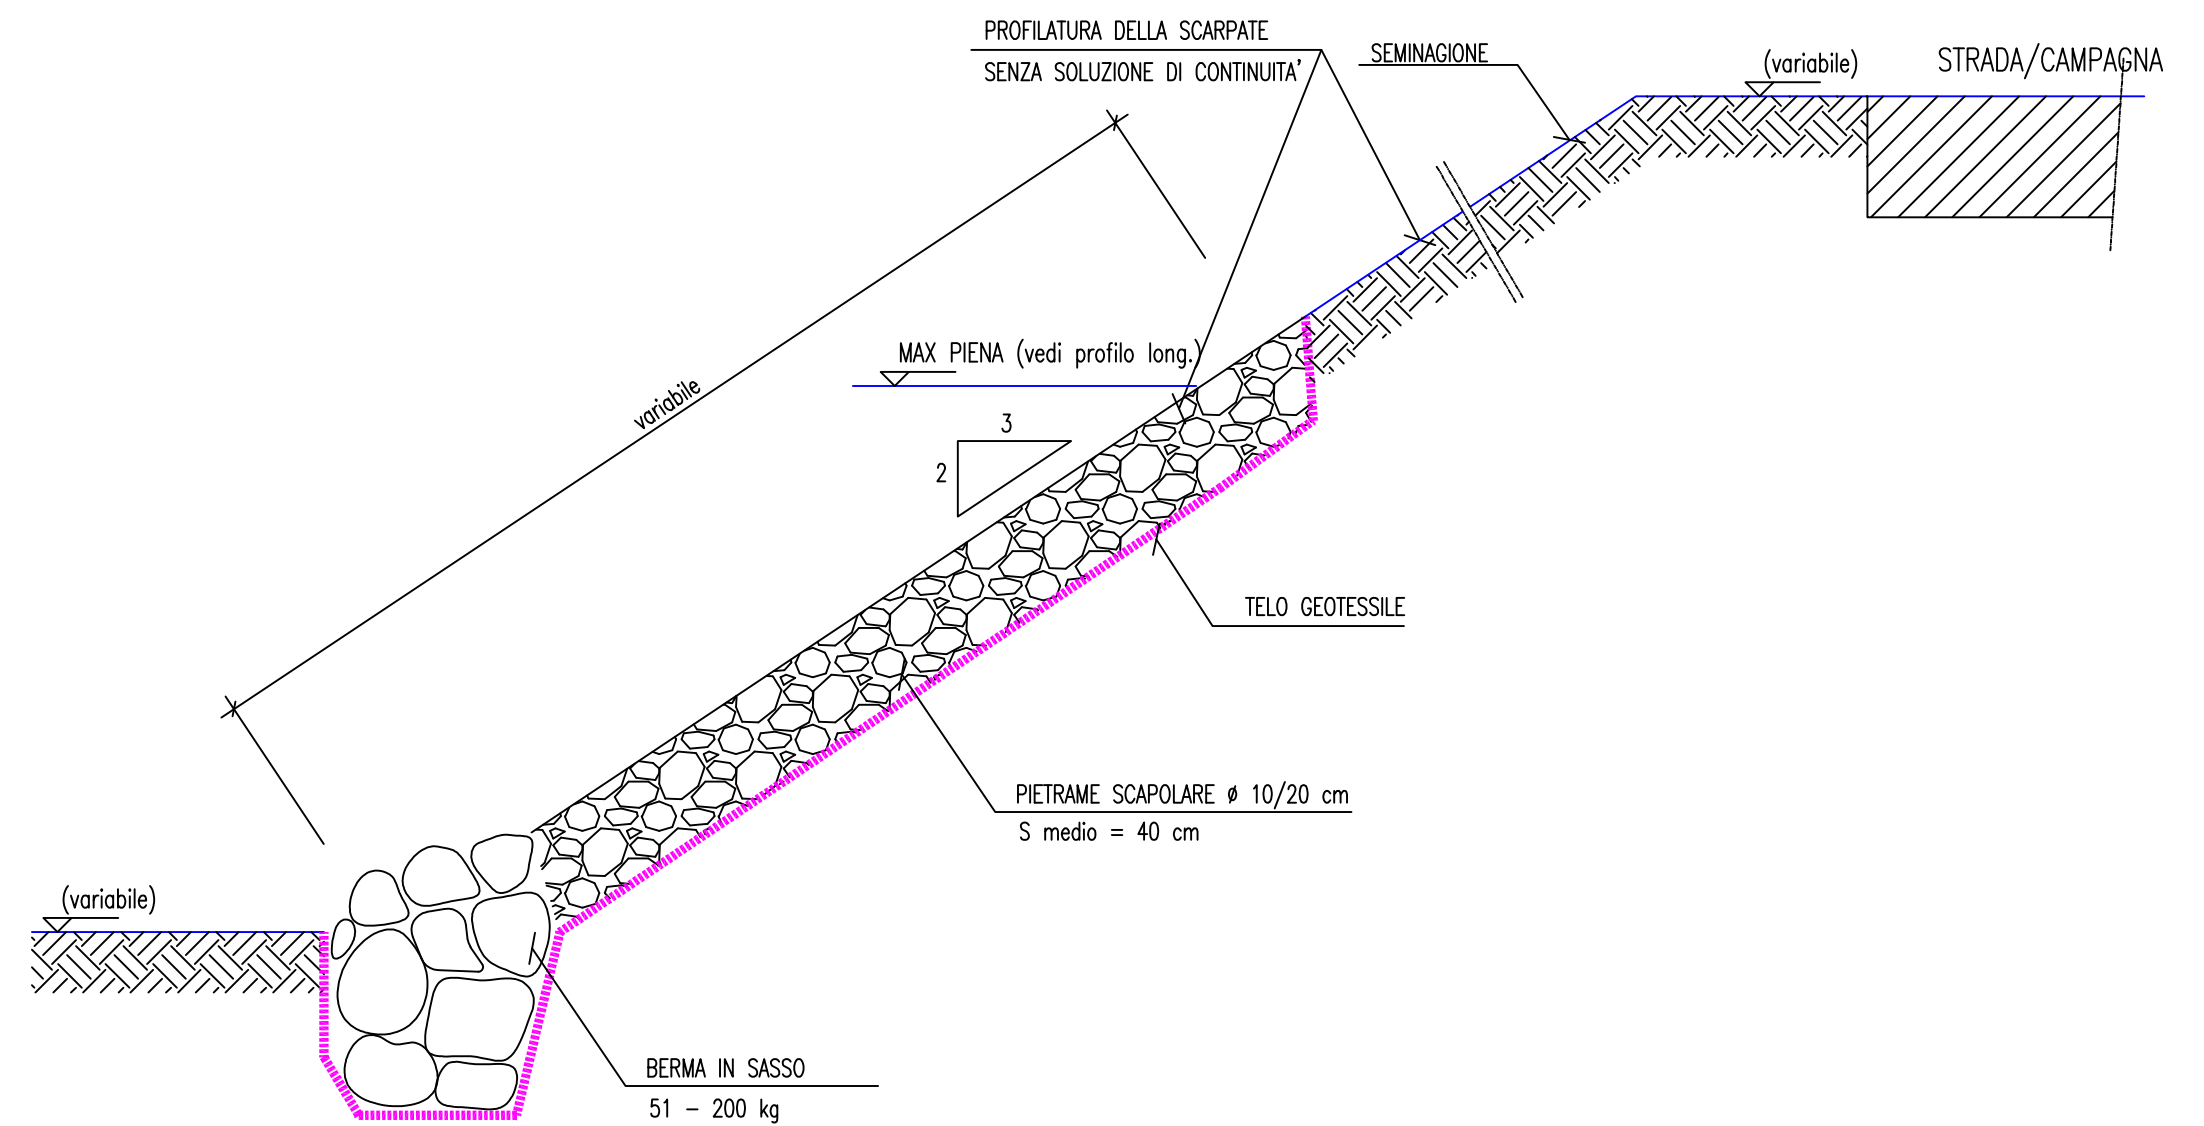 PROFILATURA DELLA SCARPATE
SENZA SOLUZIONE DI CONTINUITA'
SEMINAGIONE
(variabile)
STRADA/CAMPAGNA
MAX PIENA (vedi profilo long.)
variabile
3
2
TELO GEOTESSILE
PIETRAME SCAPOLARE ø 10/20 cm
S medio = 40 cm
(variabile)
BERMA IN SASSO
51 - 200 kg